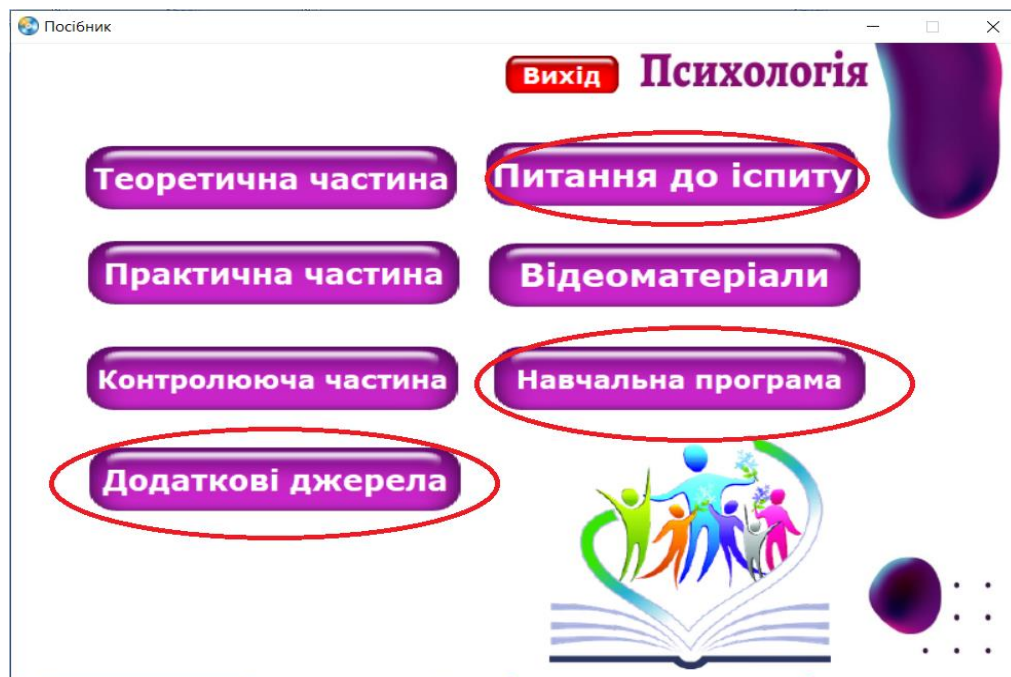 Посібник
Вихід
Психологія
Теоретична частина
Питання до іспиту
Практична частина
Відеоматеріали
Контролююча частина
Навчальна програма
Додаткові джерела